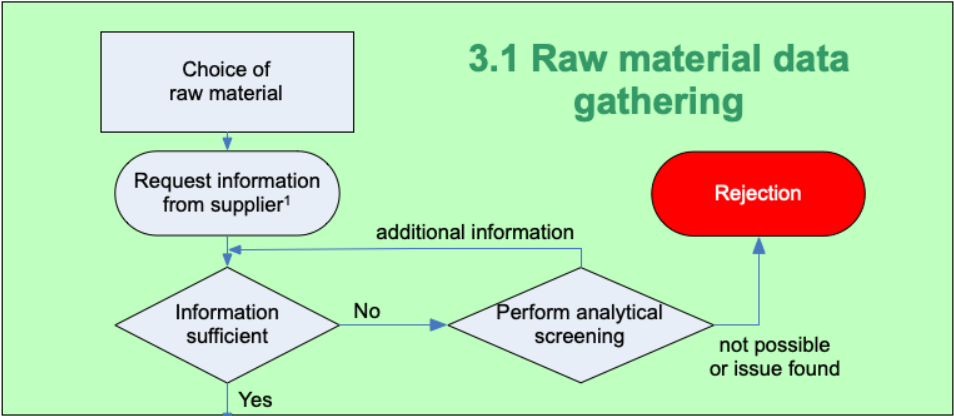 3.1 Raw material data
gathering
Choice of
raw material
Request information
from supplier¹
Rejection
additional information
Information
sufficient
No
Perform analytical
screening
not possible
or issue found
Yes